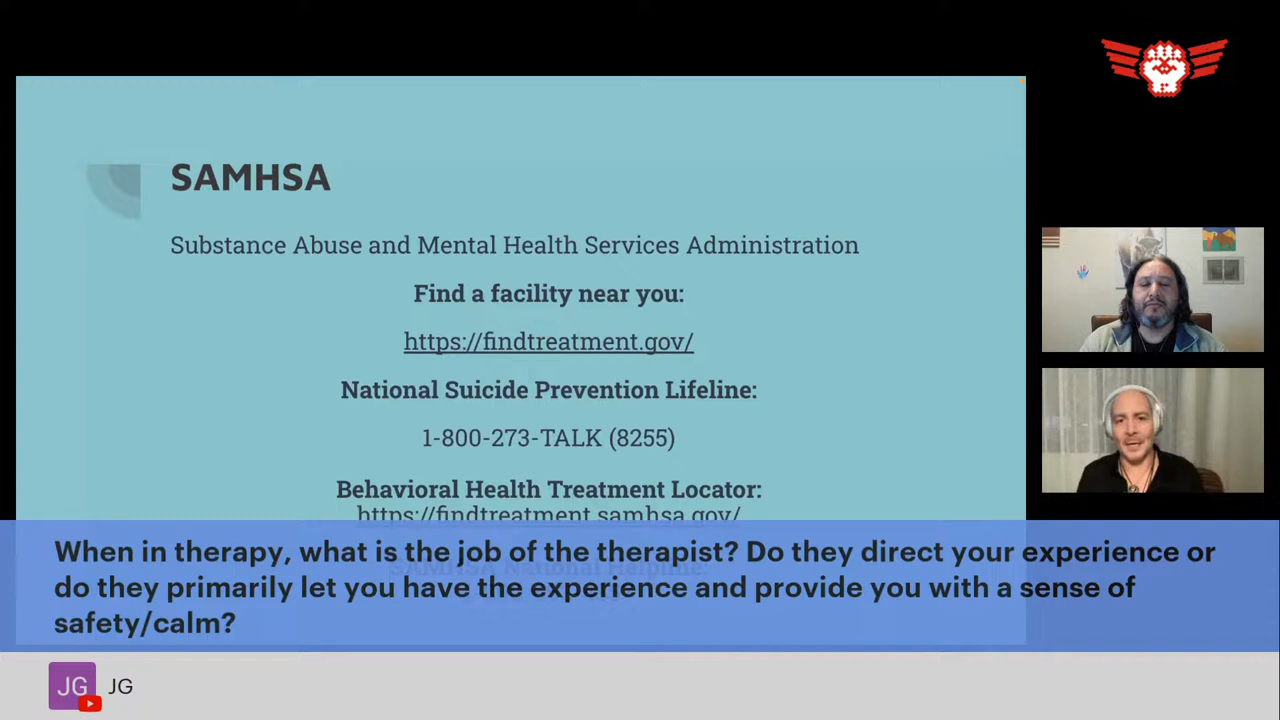 SAMHSA
Substance Abuse and Mental Health Services Administration
Find a facility near you:
https://findtreatment.gov/
National Suicide Prevention Lifeline:
1-800-273-TALK (8255)
Behavioral Health Treatment Locator:
https://findtreatment.samhsa.gov/
SAMHSA National Helpline:
When in therapy, what is the job of the therapist? Do they direct your experience or
do they primarily let you have the experience and provide you with a sense of
safety/calm?
JG JG